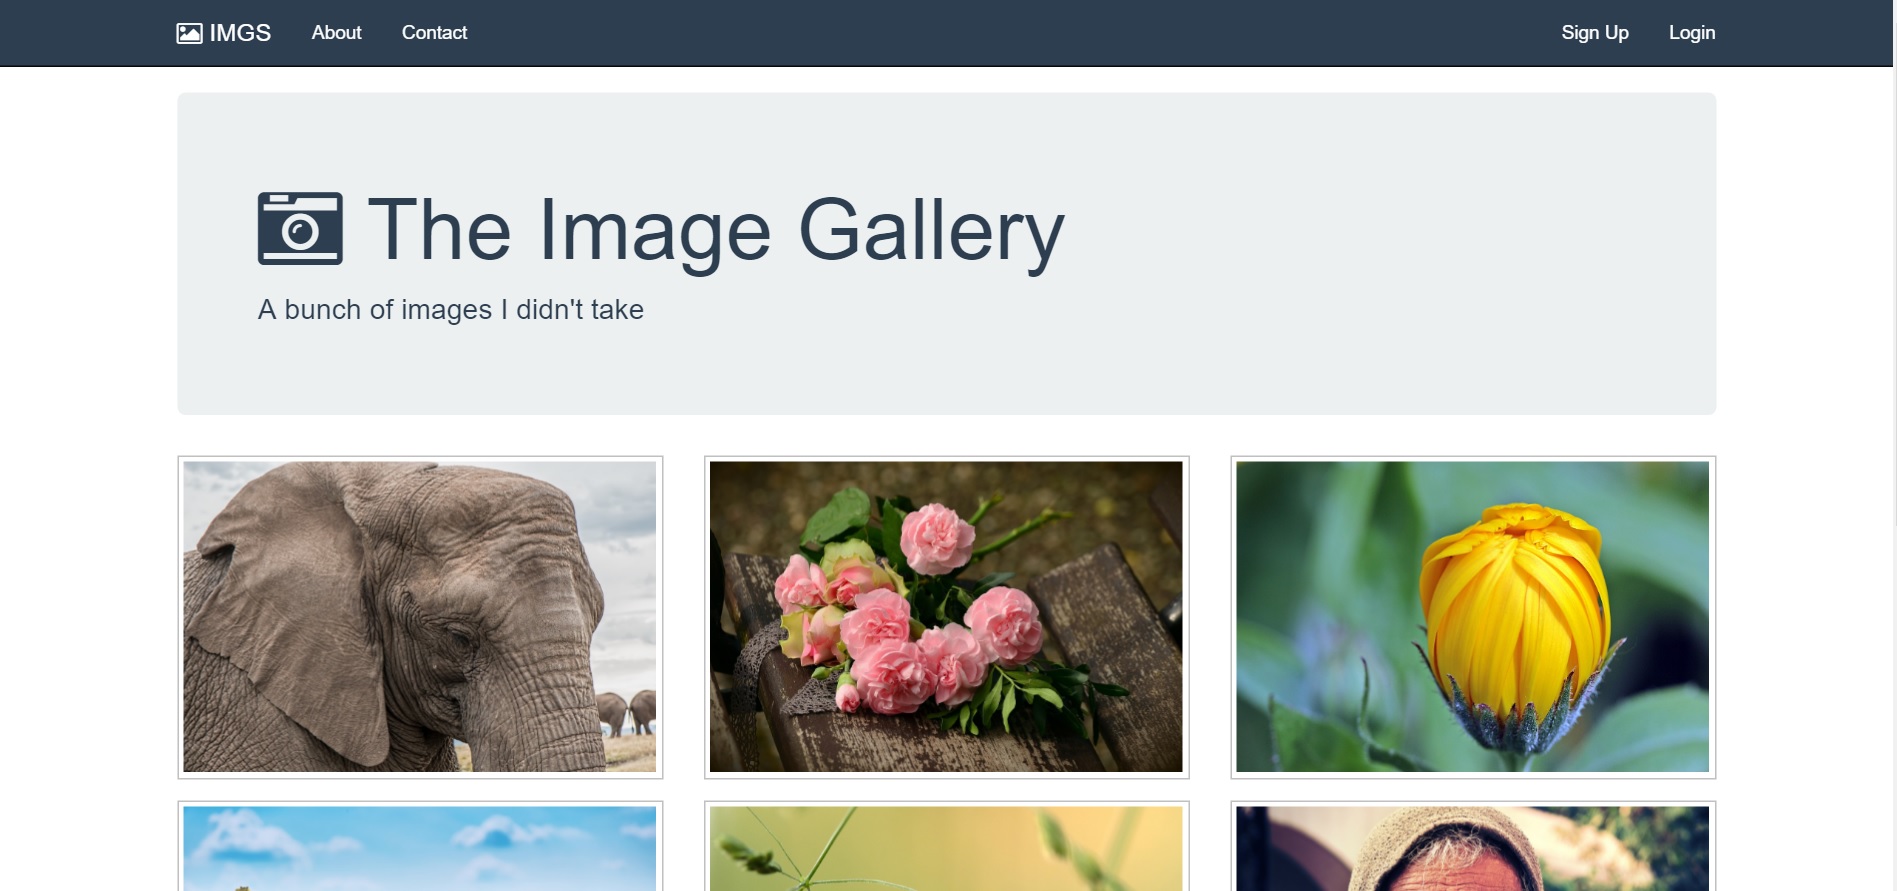 IMGS About Contact Sign Up Login
The Image Gallery
A bunch of images I didn't take